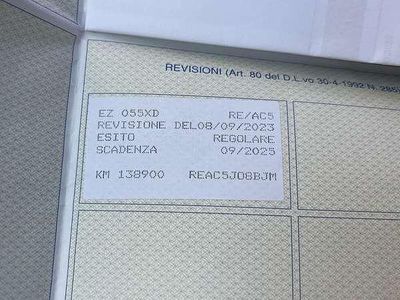 REVISIONI (Art. 80 del D.L.vo 30-4-1992 N. 285)
EZ 055XD RE/AC5
REVISIONE DEL08/09/2023
ESITO REGOLARE
SCADENZA 09/2025
KM 138900 REAC5J08BJM